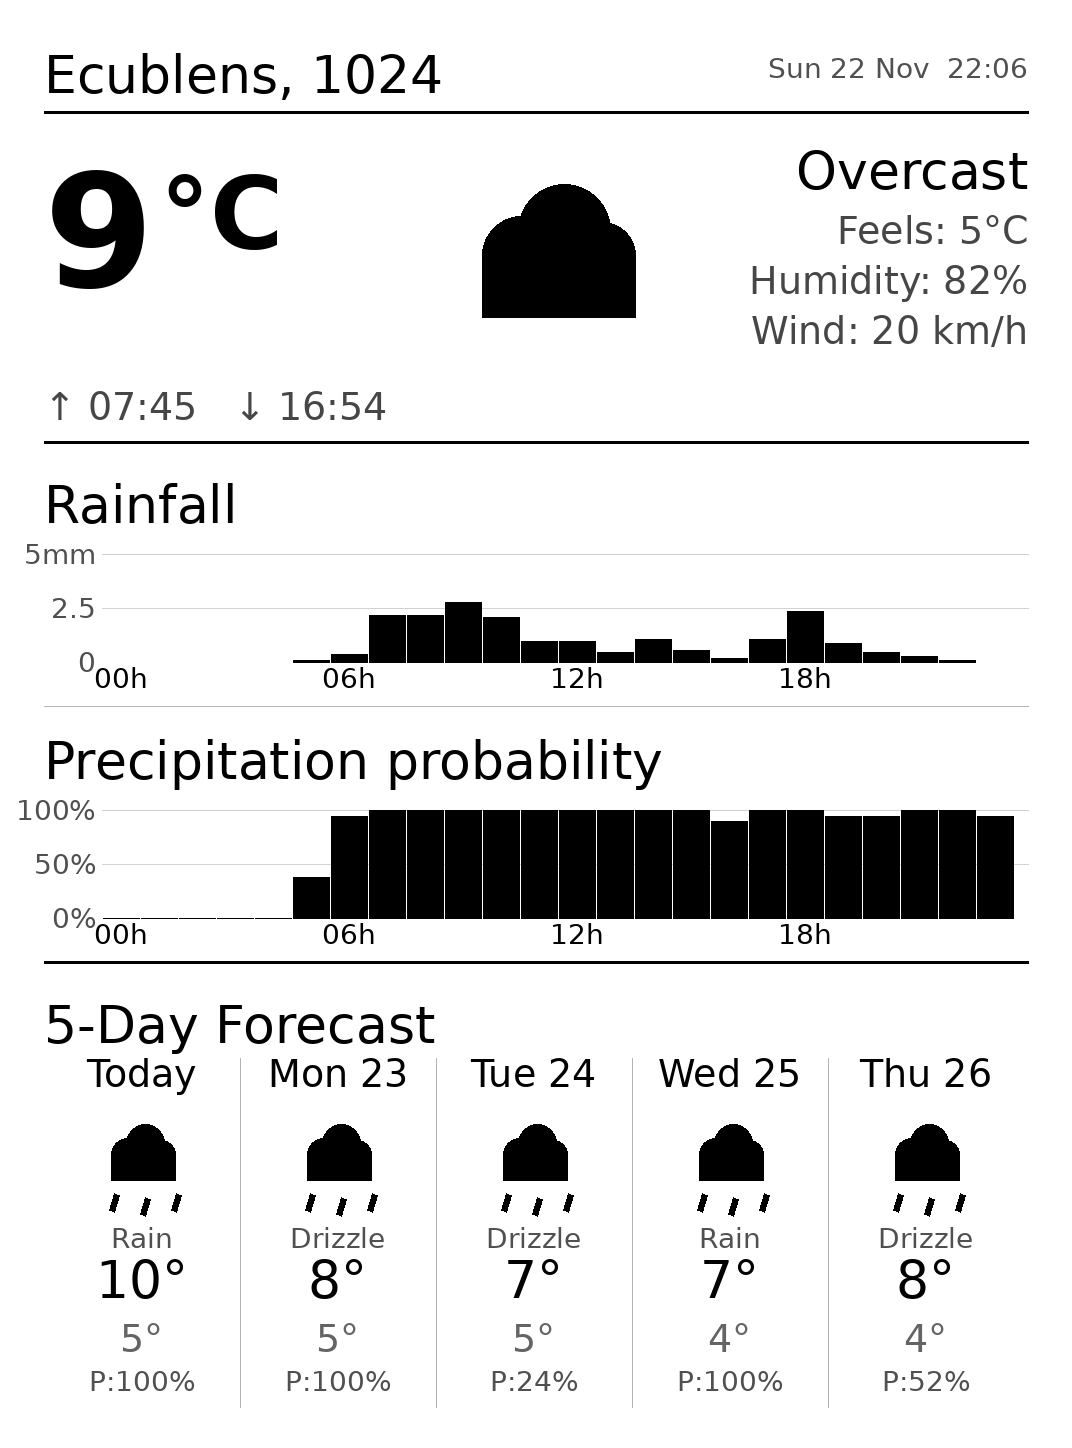 Ecublens, 1024
Sun 22 Nov  22:06
9 °C
Overcast
Feels: 5°C
Humidity: 82%
Wind: 20 km/h
↑ 07:45   ↓ 16:54
Rainfall
5mm
2.5
0
00h 06h 12h 18h
Precipitation probability
100%
50%
0%
00h 06h 12h 18h
5-Day Forecast
Today Mon 23 Tue 24 Wed 25 Thu 26
Rain Drizzle Drizzle Rain Drizzle
10° 8° 7° 7° 8°
5° 5° 5° 4° 4°
P:100% P:100% P:24% P:100% P:52%